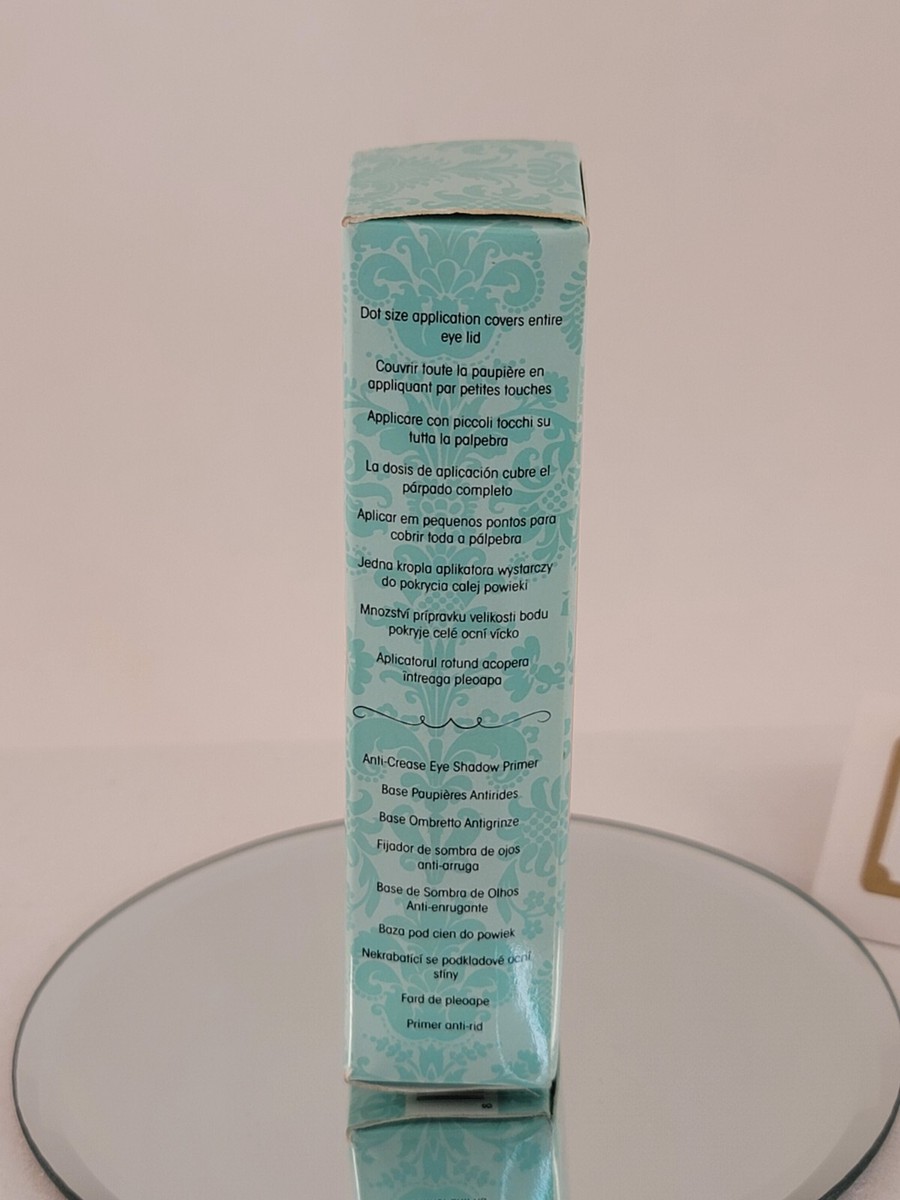 Dot size application covers entire
eye lid
Couvrir toute la paupière en
appliquant par petites touches
Applicare con piccoli tocchi su
tutta la palpebra
La dosis de aplicación cubre el
párpado completo
Aplicar em pequenos pontos para
cobrir toda a pálpebra
Jedna kropla aplikatora wystarczy
do pokrycia calej powieki
Mnozství prípravku velikosti bodu
pokryje celé ocní vícko
Aplicatorul rotund acopera
intreaga pleoapa
Anti-Crease Eye Shadow Primer
Base Paupières Antirides
Base Ombretto Antigrinze
Fijador de sombra de ojos
anti-arruga
Base de Sombra de Olhos
Anti-enrugante
Baza pod cien do powiek
Nekrabatící se podkladové ocní
stíny
Fard de pleoape
Primer anti-rid